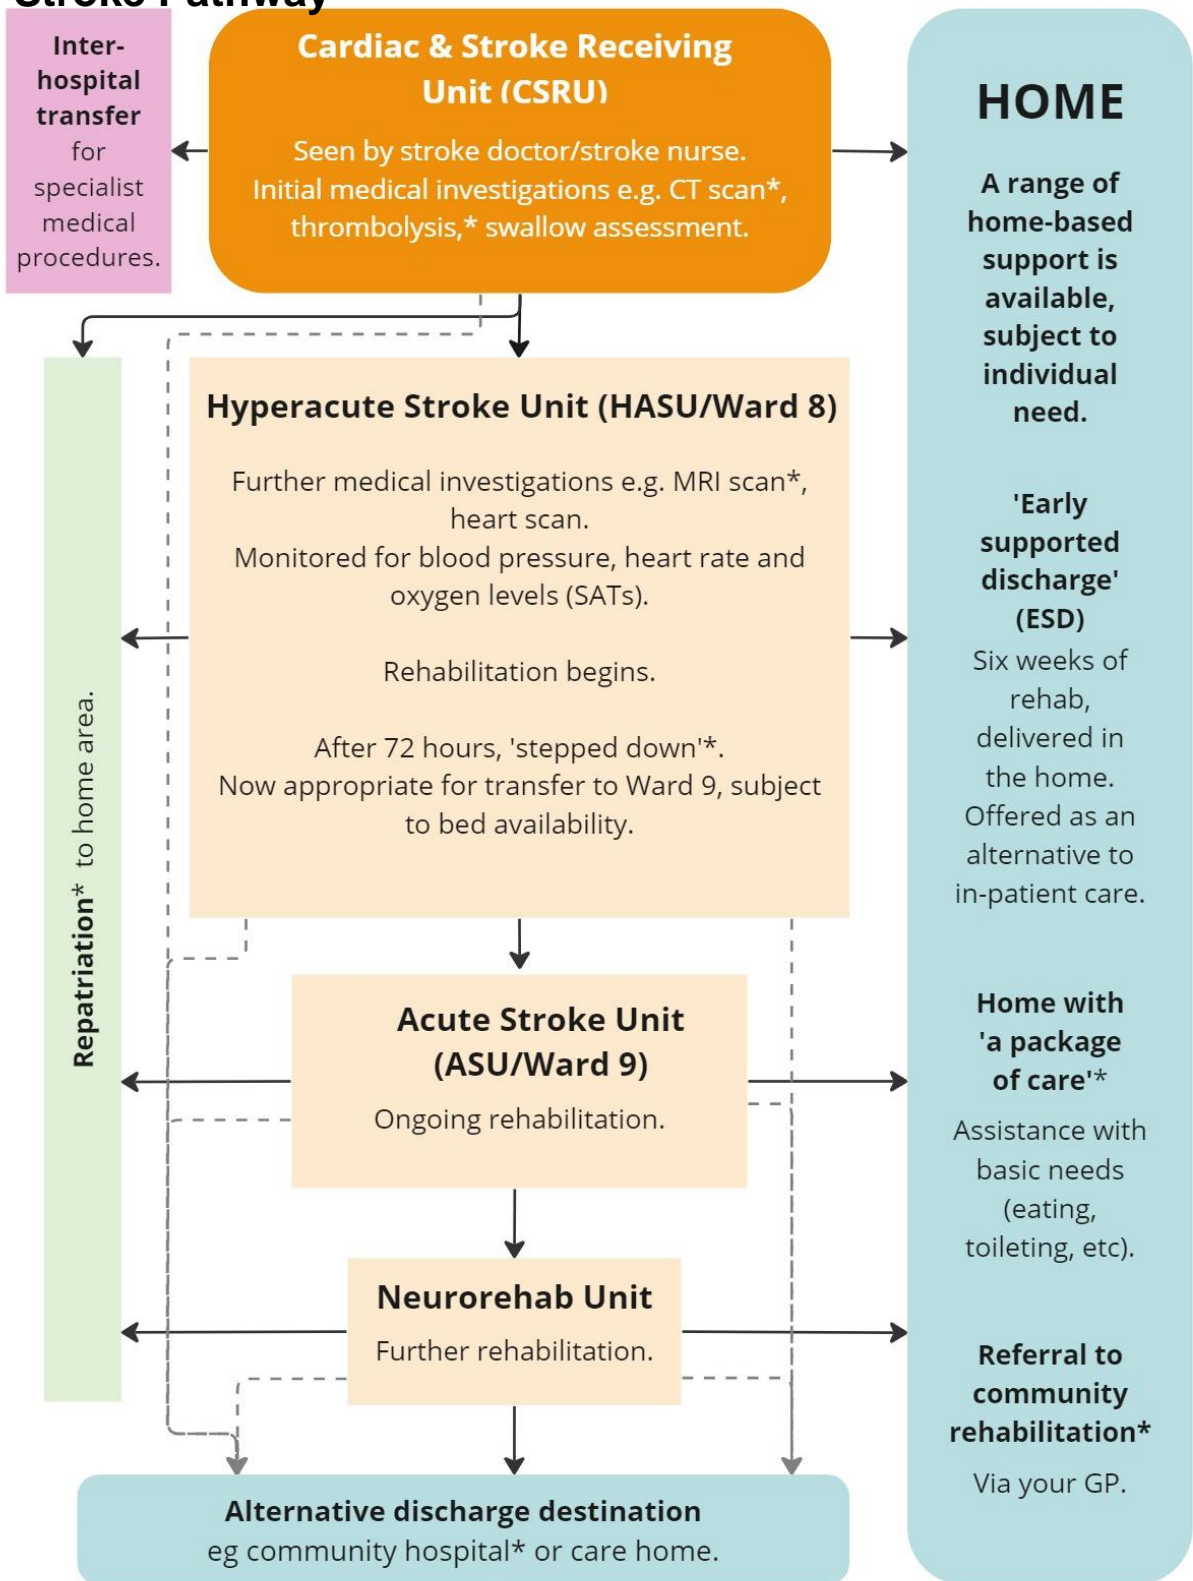 Stroke Pathway
Inter-
hospital
transfer
for
specialist
medical
procedures.
Cardiac & Stroke Receiving
Unit (CSRU)
Seen by stroke doctor/stroke nurse.
Initial medical investigations e.g. CT scan*,
thrombolysis,* swallow assessment.
Repatriation* to home area.
Hyperacute Stroke Unit (HASU/Ward 8)
Further medical investigations e.g. MRI scan*,
heart scan.
Monitored for blood pressure, heart rate and
oxygen levels (SATs).
Rehabilitation begins.
After 72 hours, 'stepped down'*.
Now appropriate for transfer to Ward 9, subject
to bed availability.
Acute Stroke Unit
(ASU/Ward 9)
Ongoing rehabilitation.
Neurorehab Unit
Further rehabilitation.
Alternative discharge destination
eg community hospital* or care home.
HOME
A range of
home-based
support is
available,
subject to
individual
need.
'Early
supported
discharge'
(ESD)
Six weeks of
rehab,
delivered in
the home.
Offered as an
alternative to
in-patient care.
Home with
'a package
of care'*
Assistance with
basic needs
(eating,
toileting, etc).
Referral to
community
rehabilitation*
Via your GP.